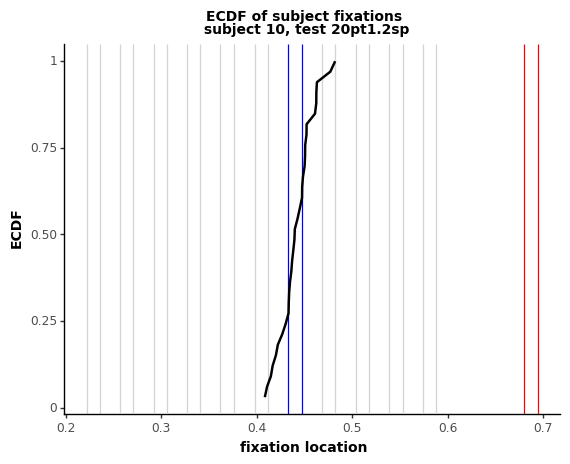 ECDF of subject fixations
subject 10, test 20pt1.2sp
1
0.75
0.50
0.25
0
ECDF
0.2 0.3 0.4 0.5 0.6 0.7
fixation location